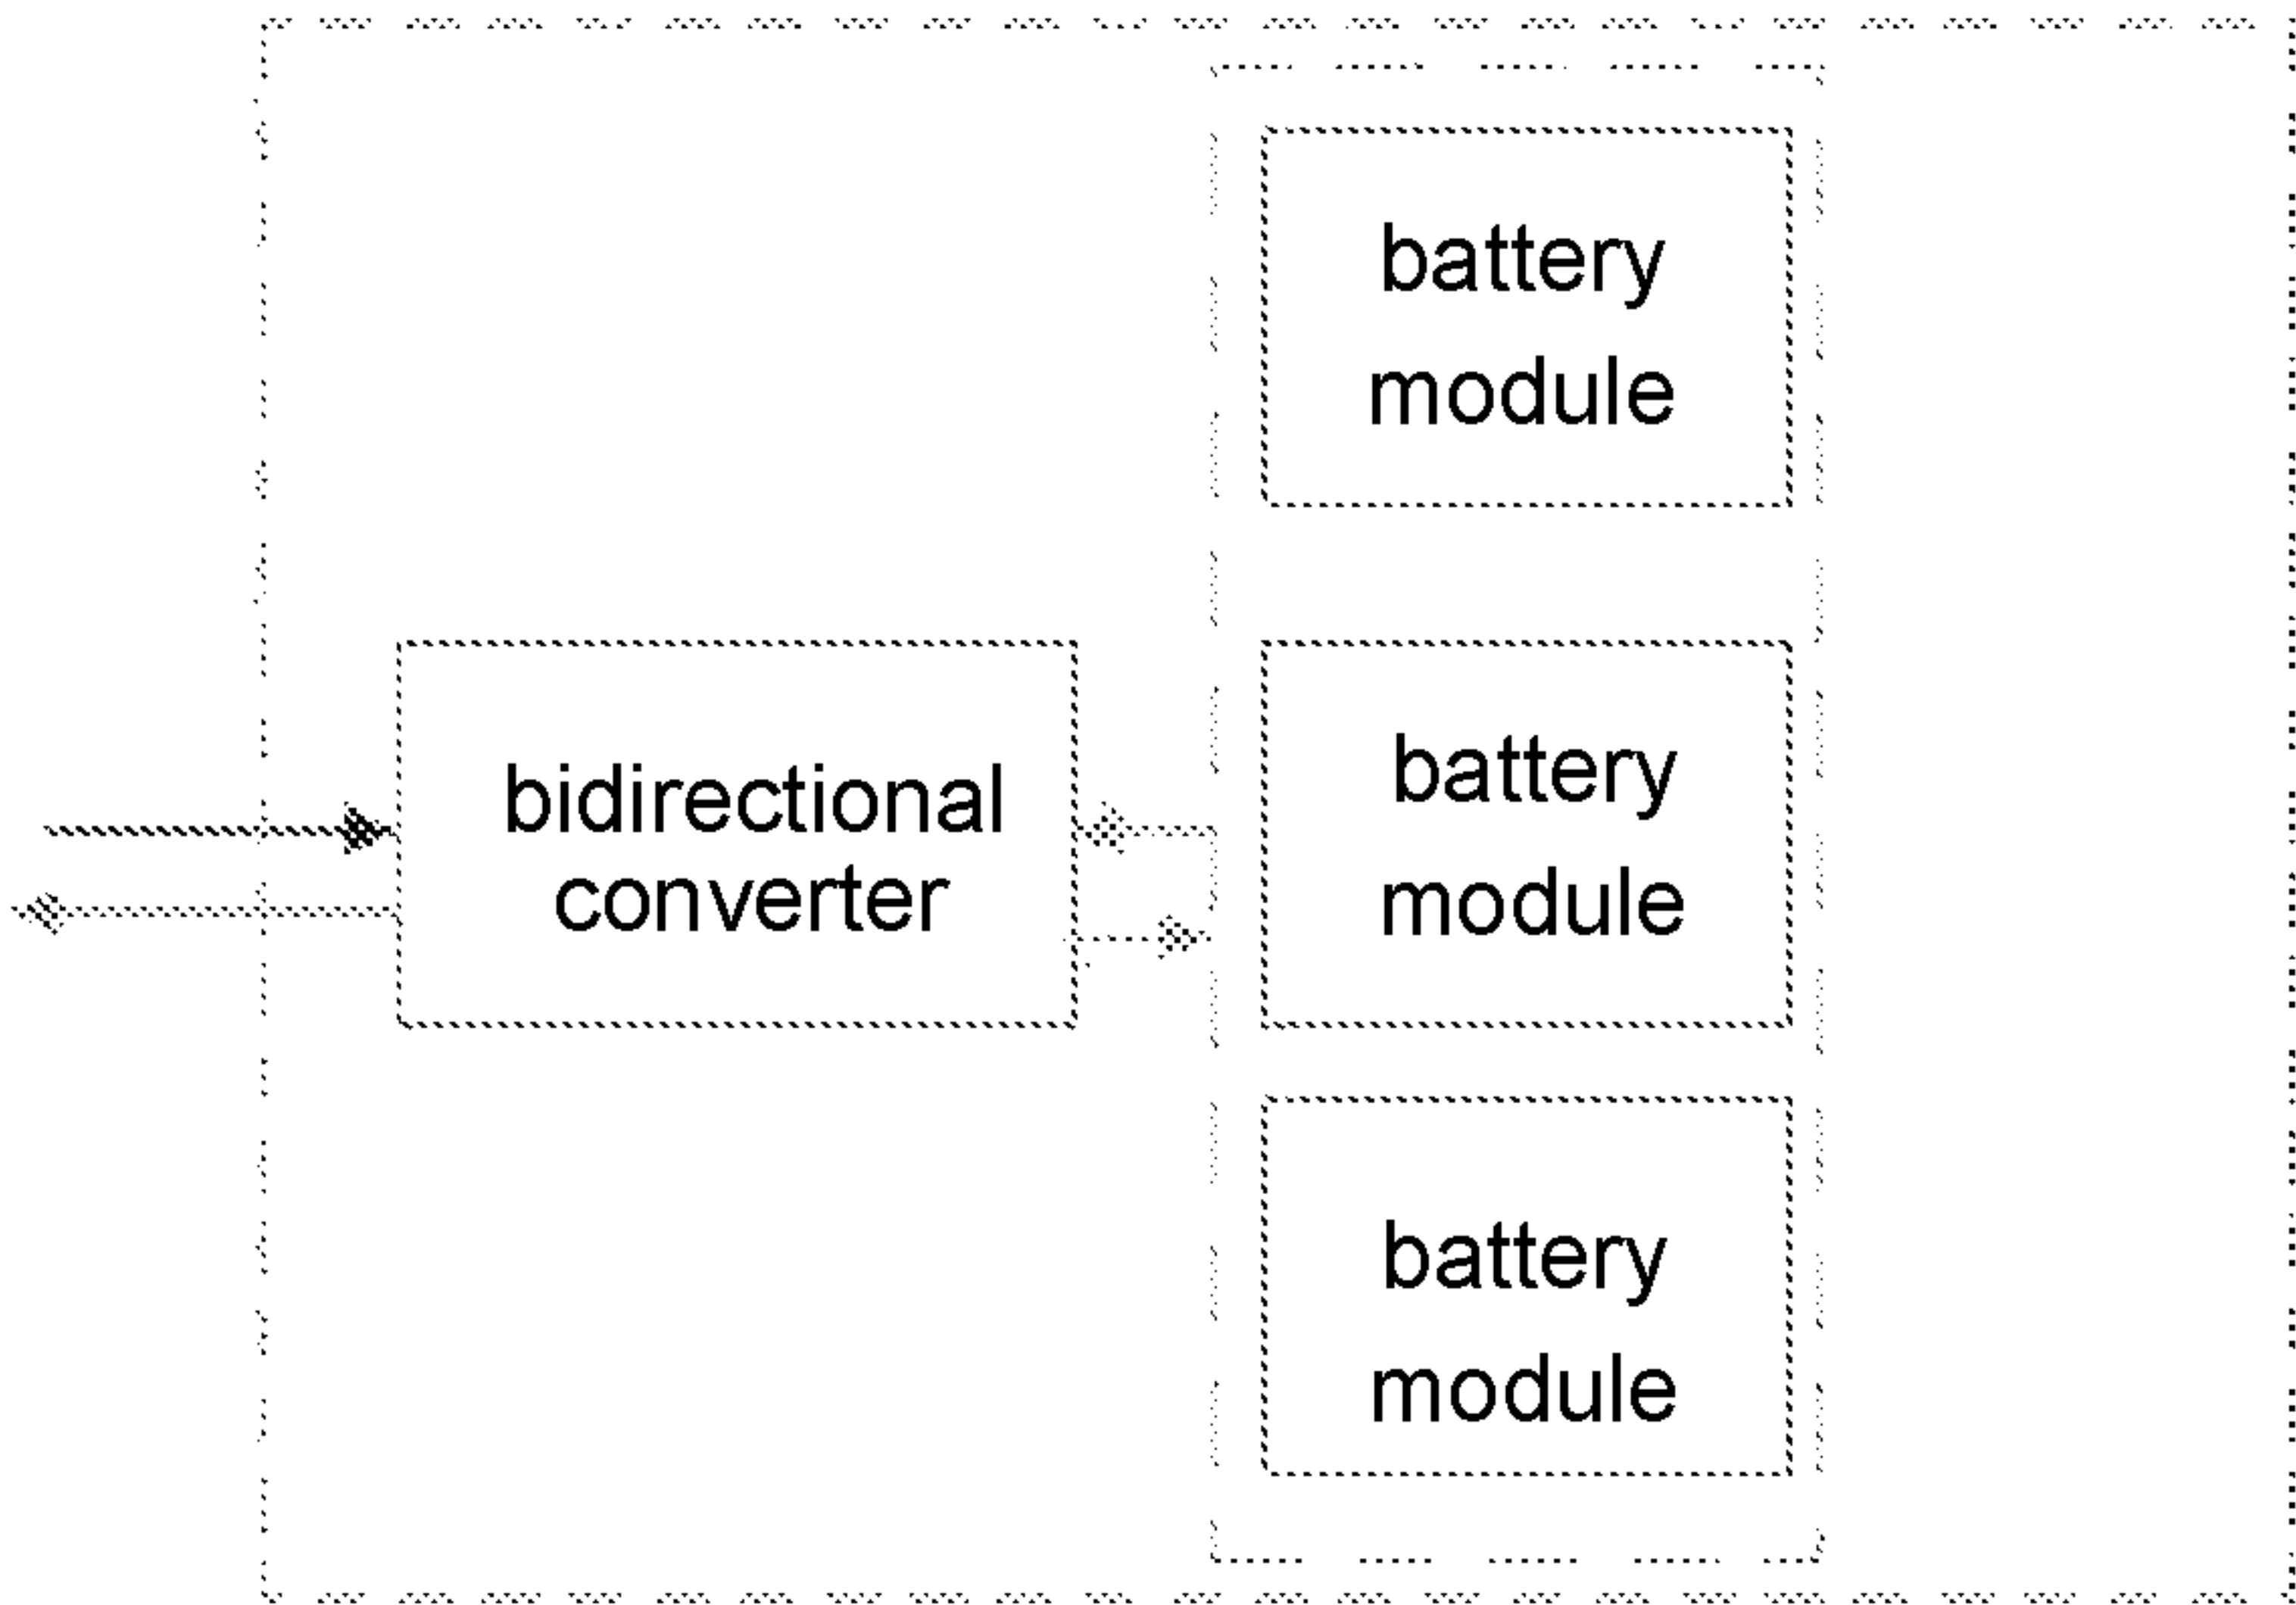 battery
module
bidirectional
converter
battery
module
battery
module